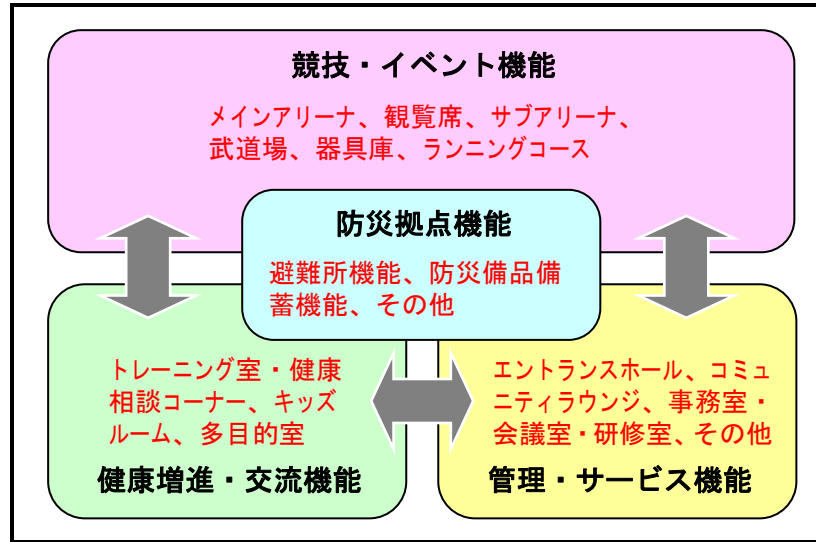 競技・イベント機能
メインアリーナ、観覧席、サブアリーナ、
武道場、器具庫、ランニングコース
防災拠点機能
避難所機能、防災備品備
蓄機能、その他
トレーニング室・健康
相談コーナー、キッズ
ルーム、多目的室
健康増進・交流機能
エントランスホール、コミュ
ニティラウンジ、事務室・
会議室・研修室、その他
管理・サービス機能